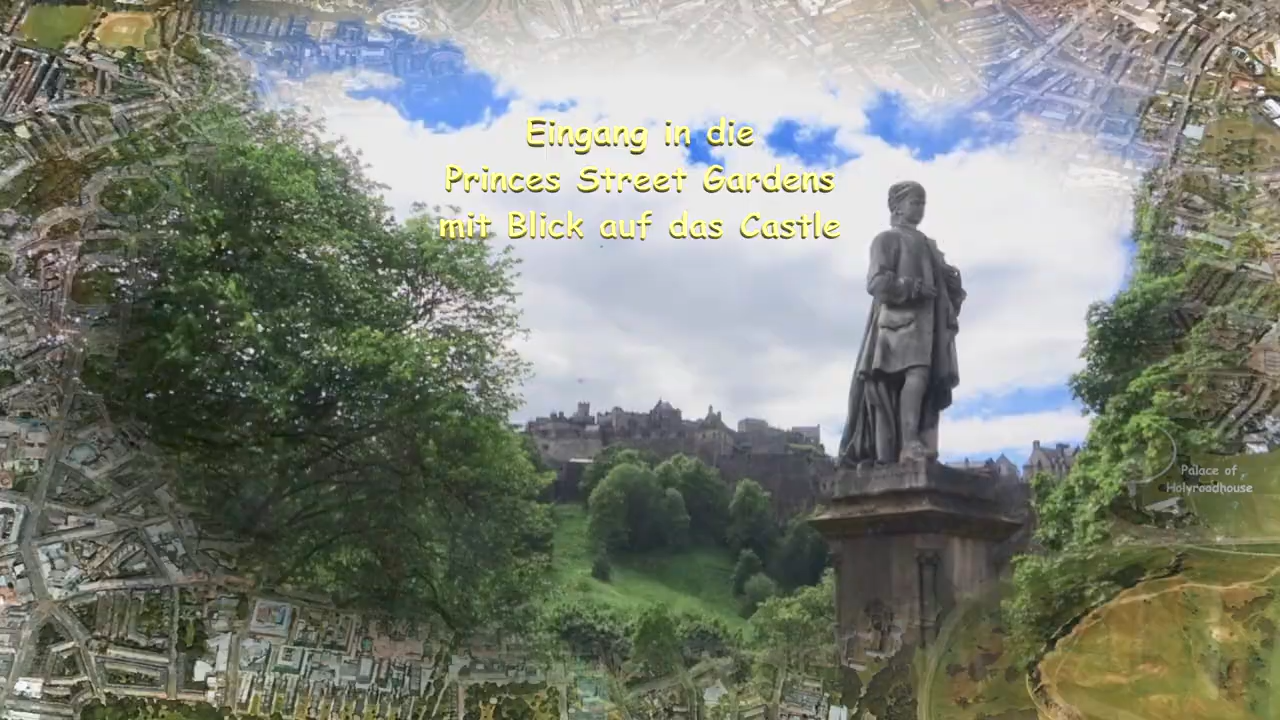 Eingang in die
Princes Street Gardens
mit Blick auf das Castle
Palace of
Holyroodhouse